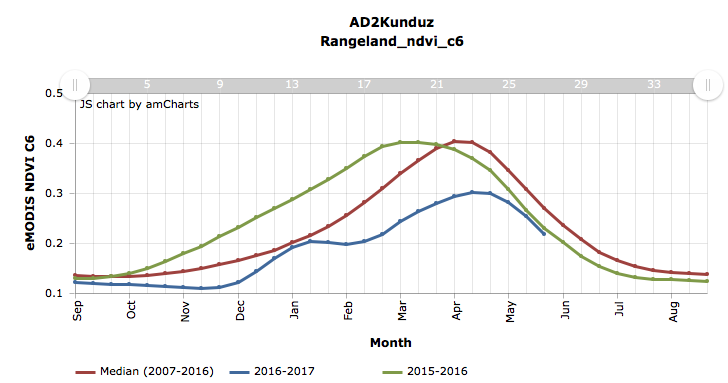 AD2Kunduz
Rangeland_ndvi_c6
5 9 13 17 21 25 29 33
JS chart by amCharts
0.5
0.4
0.3
0.2
0.1
eMODIS NDVI C6
Sep Oct Nov Dec Jan Feb Mar Apr May Jun Jul Aug
Month
Median (2007-2016) 2016-2017 2015-2016